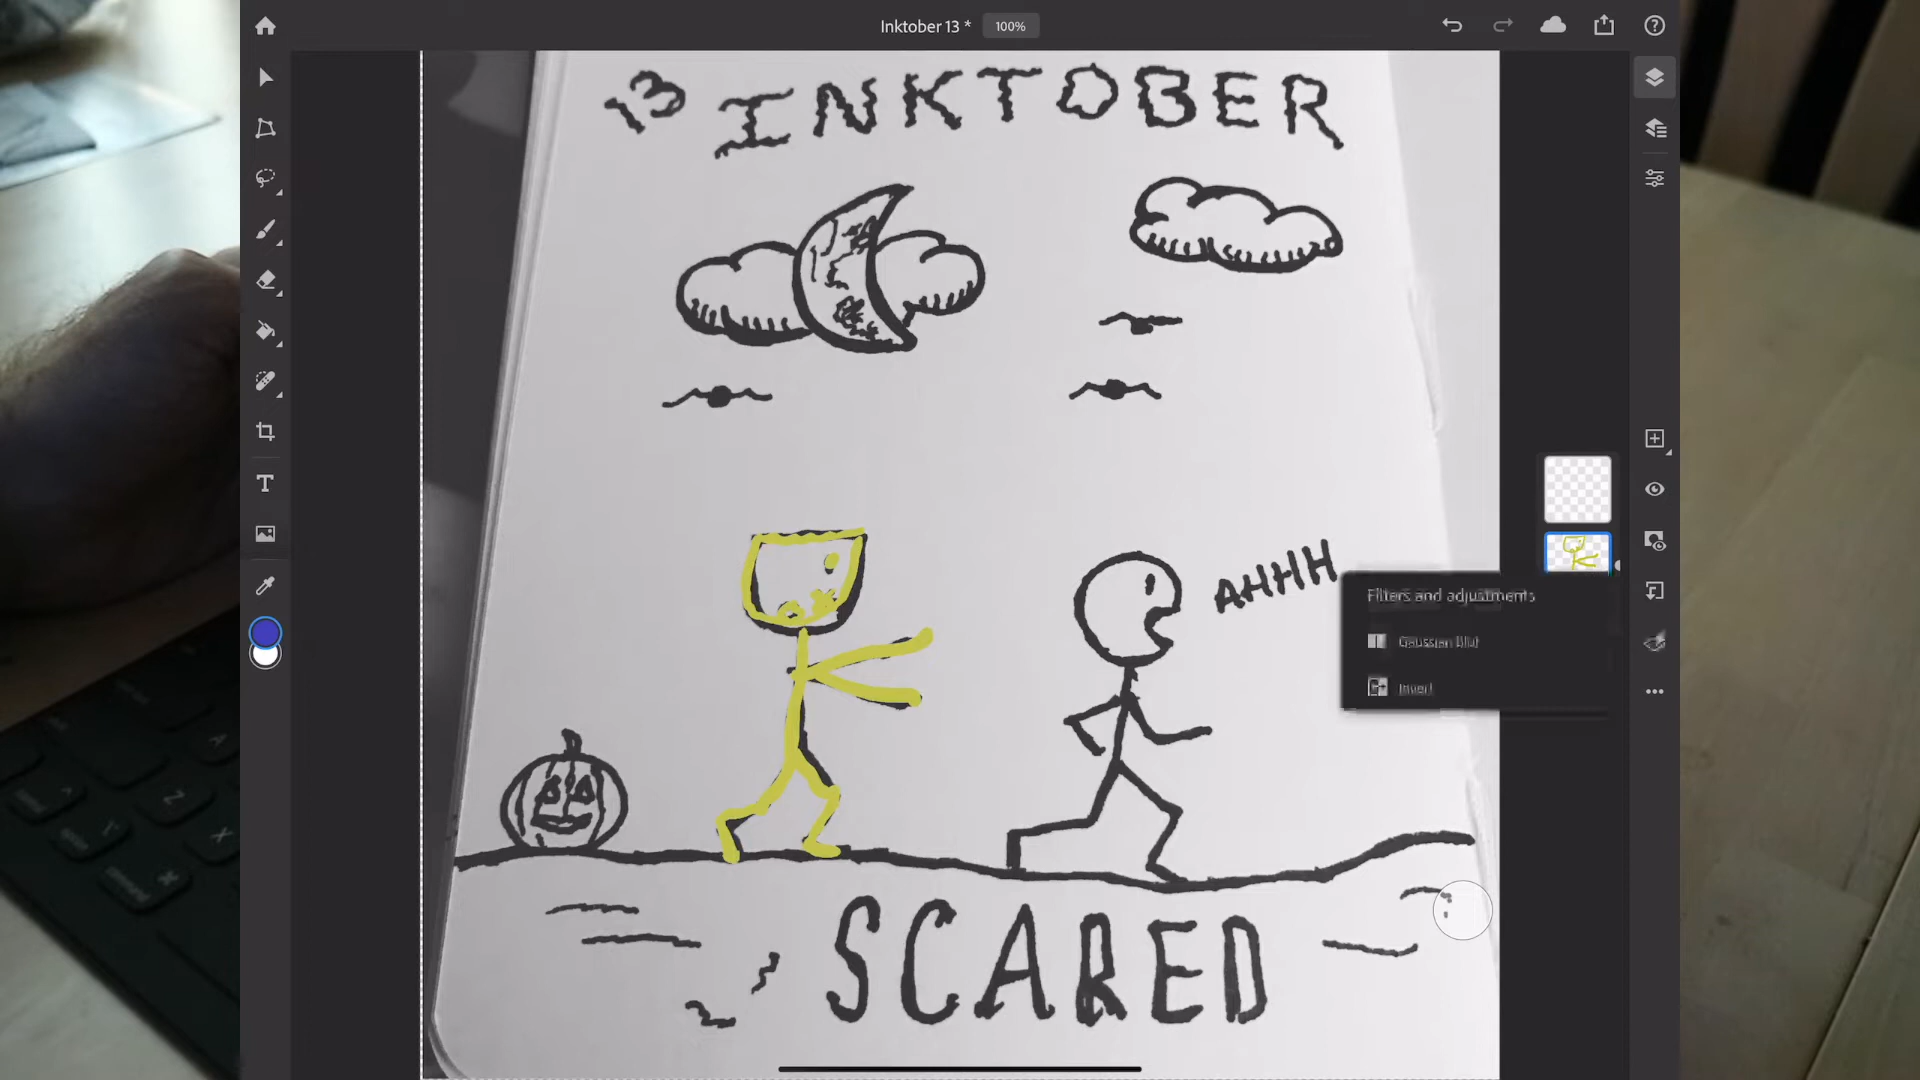 Inktober 13 * 100%
13 INKTOBER
AHHH
Filters and adjustments
Gaussian Blur
Invert
SCARED
T
A
Z
X